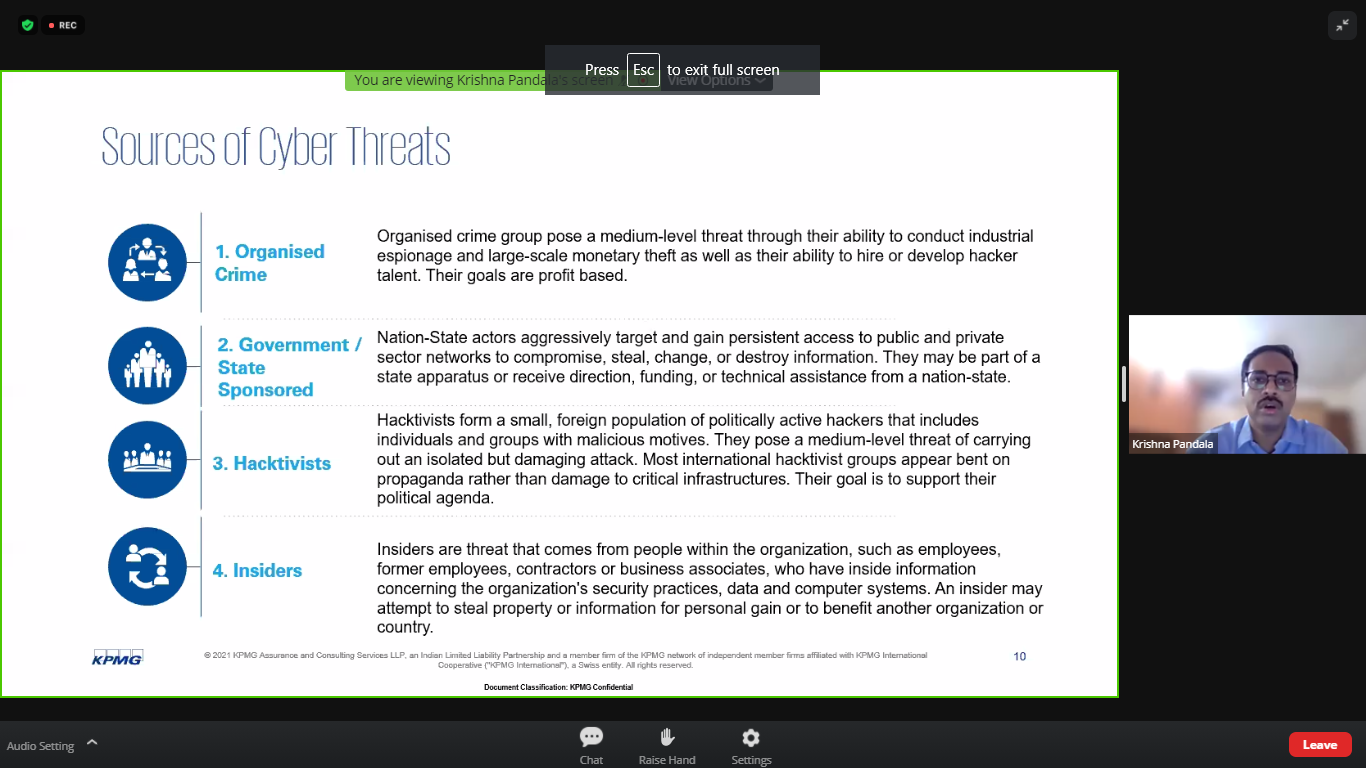 REC
Press Esc to exit full screen
You are viewing Krishna Pandala's screen
View Options
Sources of Cyber Threats
1. Organised
Crime
Organised crime group pose a medium-level threat through their ability to conduct industrial
espionage and large-scale monetary theft as well as their ability to hire or develop hacker
talent. Their goals are profit based.
2. Government /
State
Sponsored
Nation-State actors aggressively target and gain persistent access to public and private
sector networks to compromise, steal, change, or destroy information. They may be part of a
state apparatus or receive direction, funding, or technical assistance from a nation-state.
3. Hacktivists
Hacktivists form a small, foreign population of politically active hackers that includes
individuals and groups with malicious motives. They pose a medium-level threat of carrying
out an isolated but damaging attack. Most international hacktivist groups appear bent on
propaganda rather than damage to critical infrastructures. Their goal is to support their
political agenda.
4. Insiders
Insiders are threat that comes from people within the organization, such as employees,
former employees, contractors or business associates, who have inside information
concerning the organization's security practices, data and computer systems. An insider may
attempt to steal property or information for personal gain or to benefit another organization or
country.
Krishna Pandala
KPMG
© 2021 KPMG Assurance and Consulting Services LLP, an Indian Limited Liability Partnership and a member firm of the KPMG network of independent member firms affiliated with KPMG International
Cooperative ("KPMG International"), a Swiss entity. All rights reserved.
10
Document Classification: KPMG Confidential
Audio Setting
Chat
Raise Hand
Settings
Leave